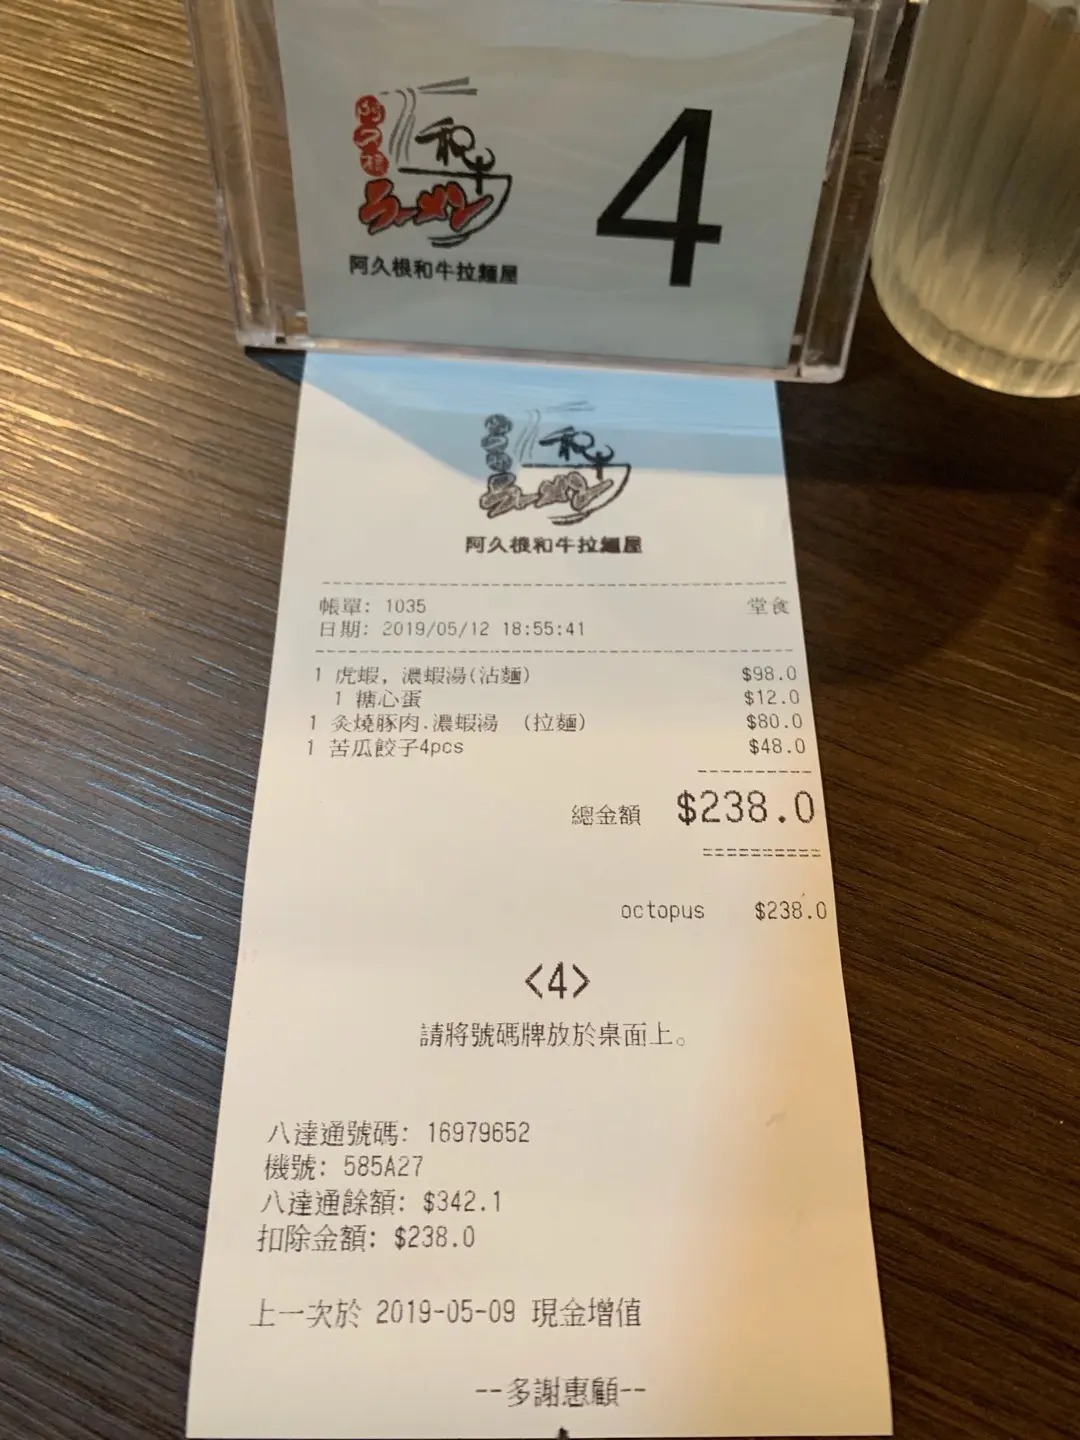 阿久根
和牛
ラーメン
阿久根和牛拉麵屋
4
阿久根
和牛
ラーメン
阿久根和牛拉麵屋
帳單: 1035 堂食
日期: 2019/05/12 18:55:41
1 虎蝦, 濃蝦湯(沾麵) $98.0
1 糖心蛋 $12.0
1 炙燒豚肉.濃蝦湯 (拉麵) $80.0
1 苦瓜餃子4pcs $48.0
總金額 $238.0
octopus $238.0
<4>
請將號碼牌放於桌面上。
八達通號碼: 16979652
機號: 585A27
八達通餘額: $342.1
扣除金額: $238.0
上一次於 2019-05-09 現金增值
--多謝惠顧--